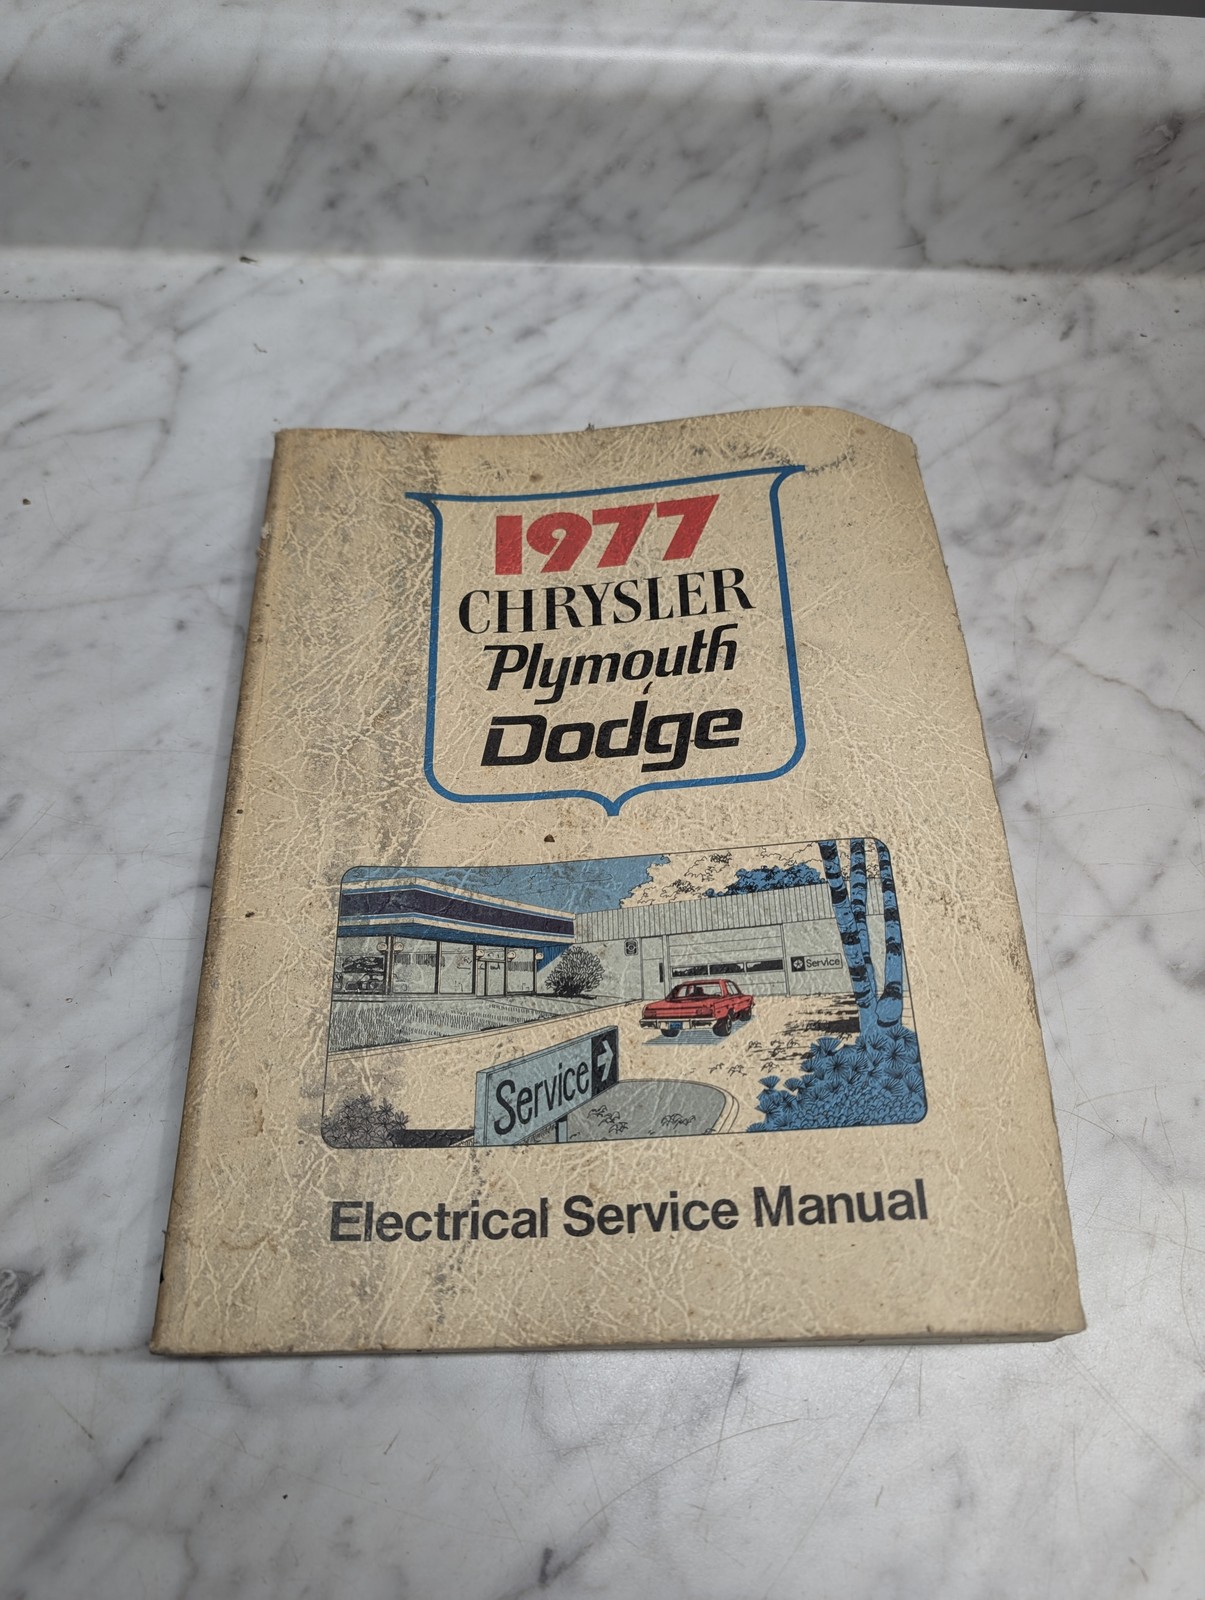 1977
CHRYSLER
Plymouth
Dodge
Service
Service
Electrical Service Manual